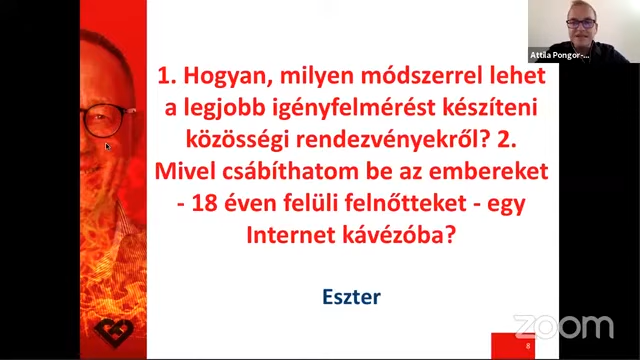 Attila Pongor-...
1. Hogyan, milyen módszerrel lehet
a legjobb igényfelmérést készíteni
közösségi rendezvényekről? 2.
Mivel csábíthatom be az embereket
- 18 éven felüli felnőtteket - egy
Internet kávézóba?
Eszter
zoom
8